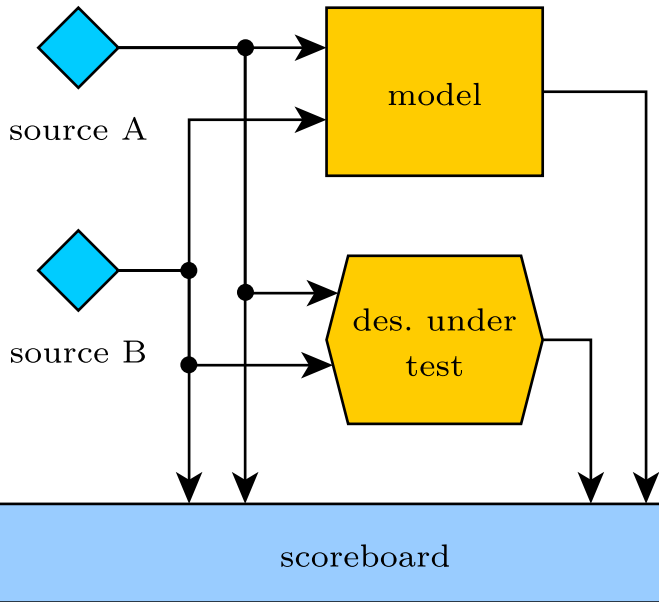 model
source A
des. under
test
source B
scoreboard